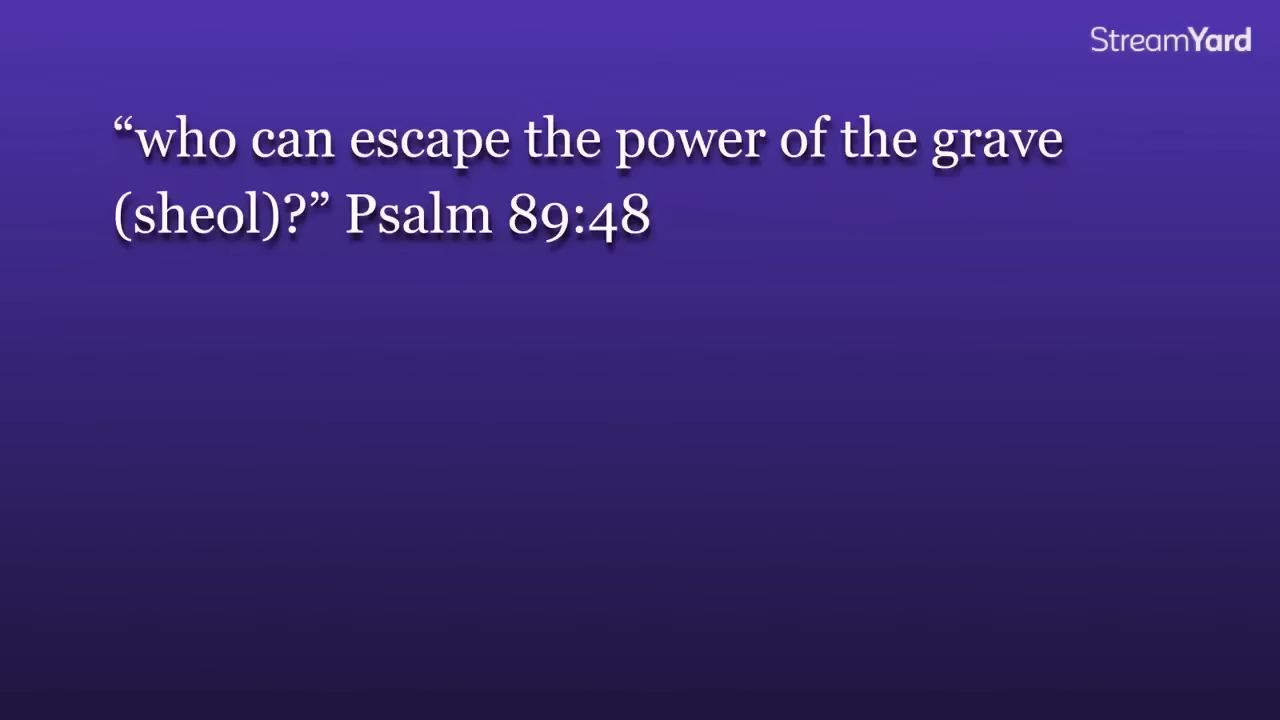 StreamYard
“who can escape the power of the grave
(sheol)?” Psalm 89:48